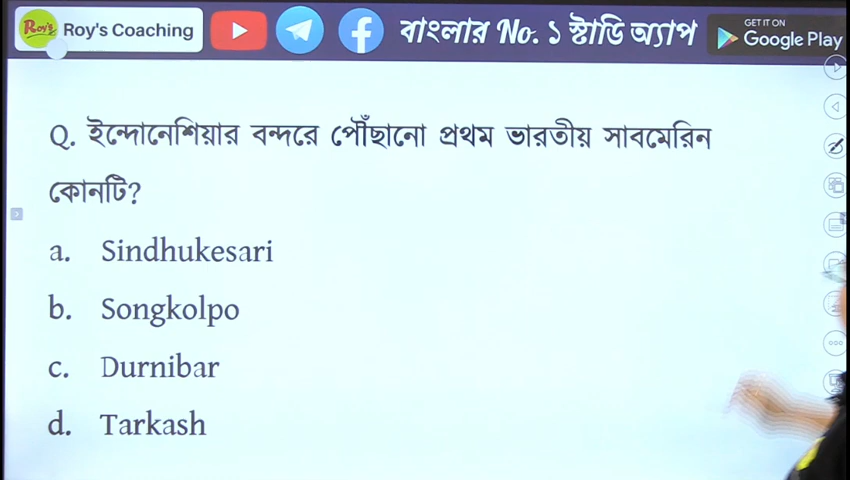 Roy's
Roy's Coaching
বাংলার No. ১ স্টাডি অ্যাপ
GET IT ON
Google Play
Q. ইন্দোনেশিয়ার বন্দরে পৌঁছানো প্রথম ভারতীয় সাবমেরিন
কোনটি?
a. Sindhukesari
b. Songkolpo
c. Durnibar
d. Tarkash